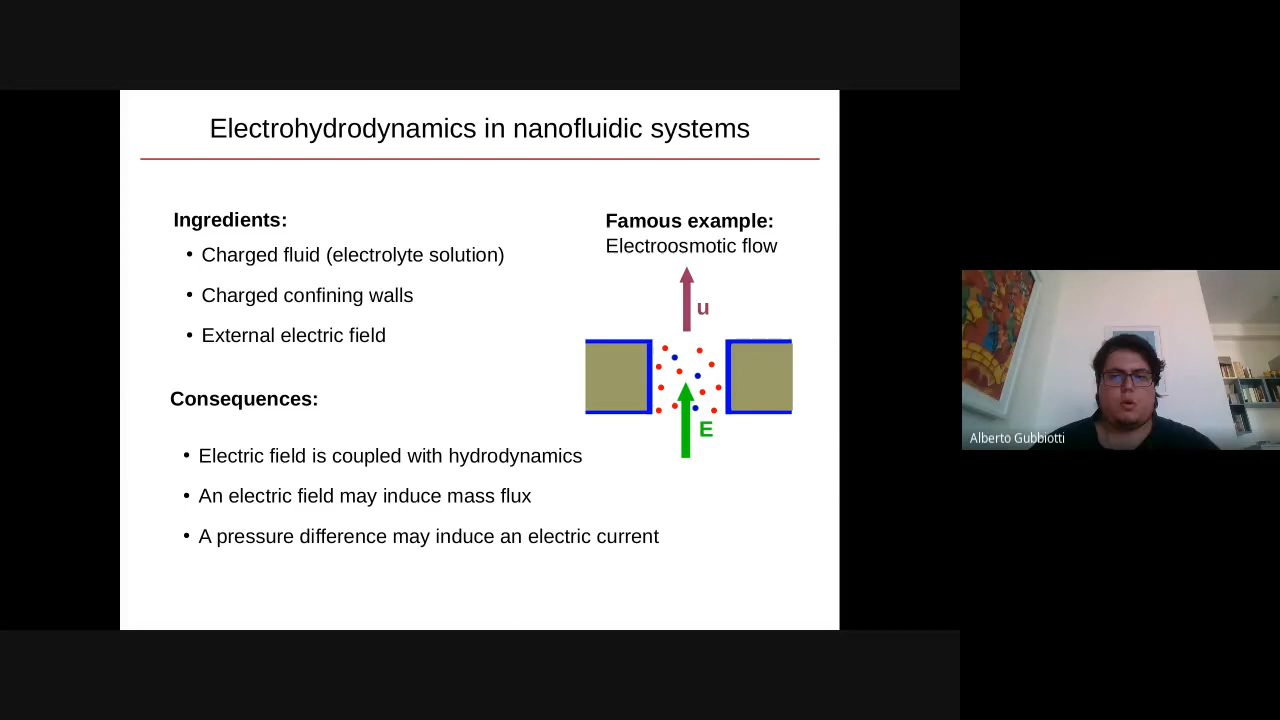 Electrohydrodynamics in nanofluidic systems
Ingredients:
• Charged fluid (electrolyte solution)
• Charged confining walls
• External electric field
Famous example:
Electroosmotic flow
u
E
Consequences:
• Electric field is coupled with hydrodynamics
• An electric field may induce mass flux
• A pressure difference may induce an electric current
Alberto Gubbiotti